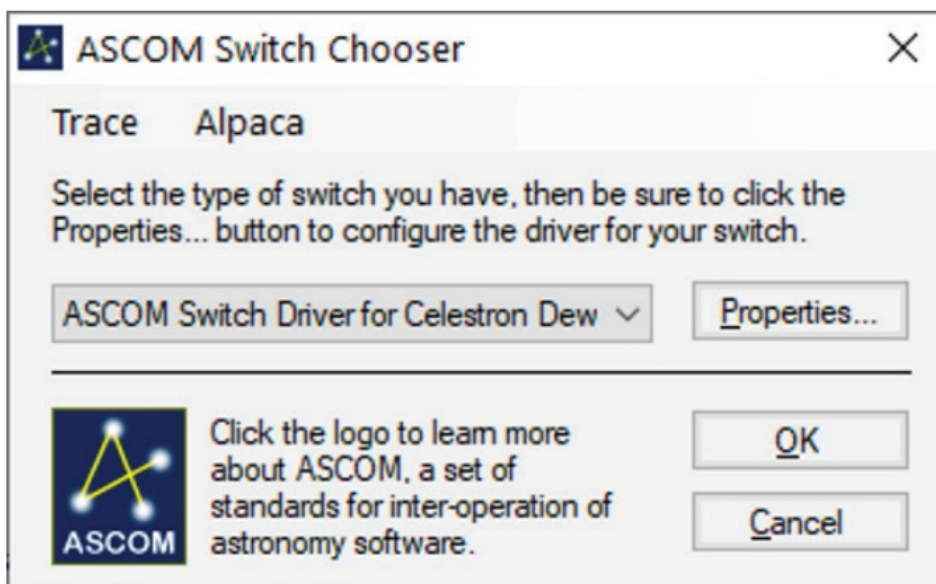 ASCOM Switch Chooser
Trace Alpaca
Select the type of switch you have, then be sure to click the
Properties... button to configure the driver for your switch.
ASCOM Switch Driver for Celestron Dew
Properties...
Click the logo to learn more
about ASCOM, a set of
standards for inter-operation of
astronomy software.
ASCOM
OK
Cancel